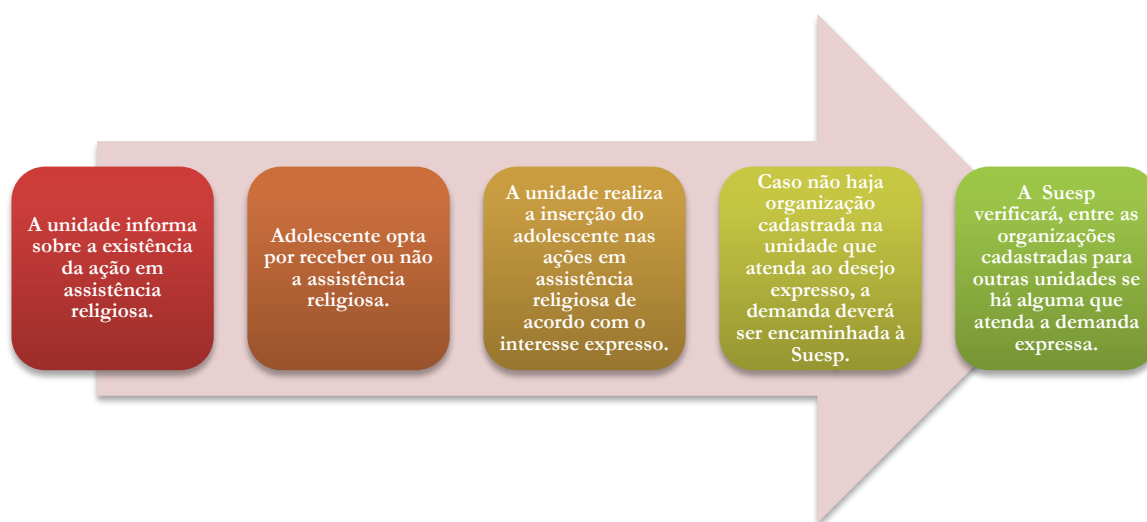 A unidade informa
sobre a existência
da ação em
assistência
religiosa.
Adolescente opta
por receber ou não
a assistência
religiosa.
A unidade realiza
a inserção do
adolescente nas
ações em
assistência
religiosa de
acordo com o
interesse expresso.
Caso não haja
organização
cadastrada na
unidade que
atenda ao desejo
expresso, a
demanda deverá
ser encaminhada à
Suesp.
A Suesp
verificará, entre as
organizações
cadastradas para
outras unidades se
há alguma que
atenda a demanda
expressa.